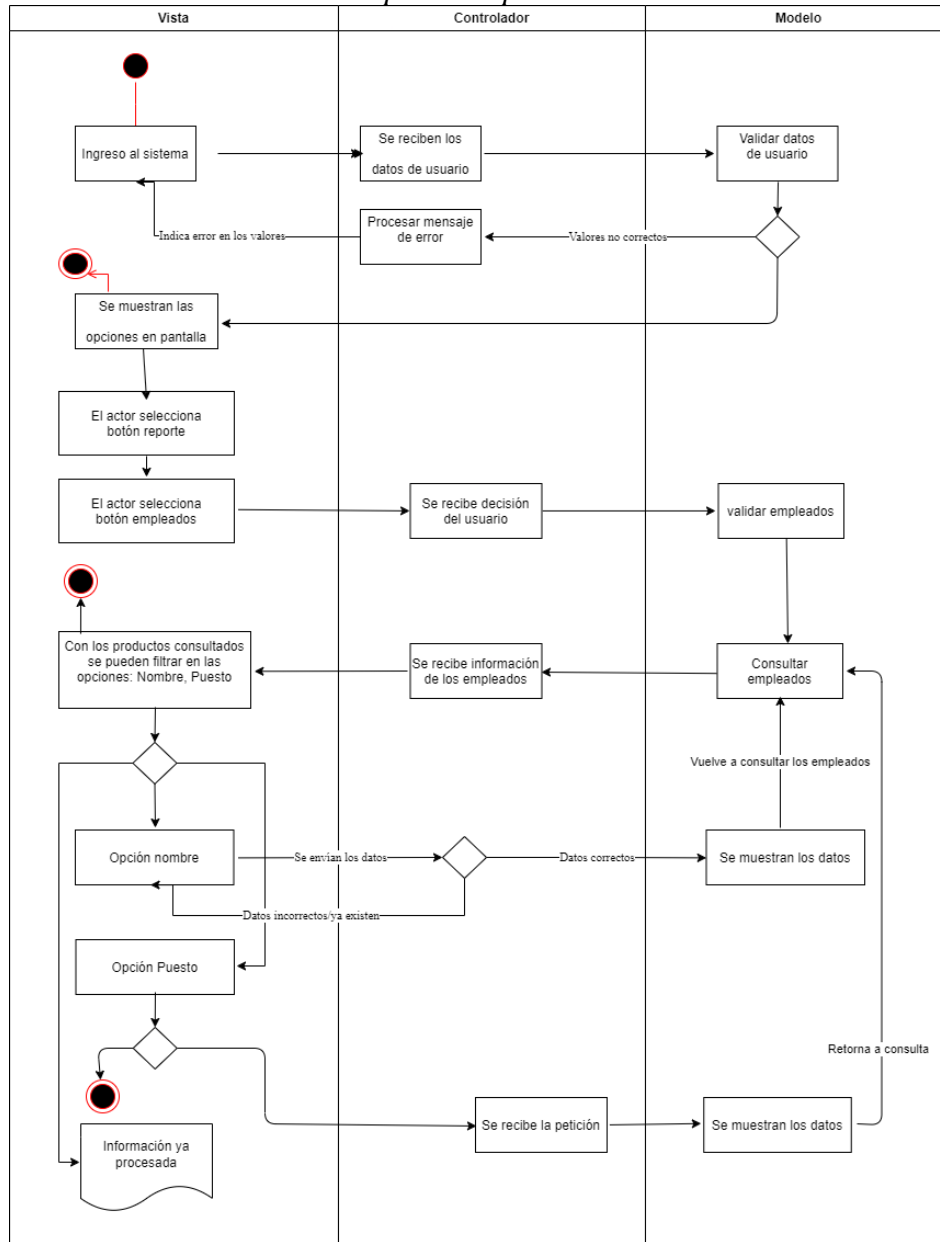 Vista
Controlador
Modelo
Ingreso al sistema
Se reciben los
datos de usuario
Validar datos
de usuario
Indica error en los valores
Procesar mensaje
de error
Valores no correctos
Se muestran las
opciones en pantalla
El actor selecciona
botón reporte
El actor selecciona
botón empleados
Se recibe decisión
del usuario
validar empleados
Con los productos consultados
se pueden filtrar en las
opciones: Nombre, Puesto
Se recibe información
de los empleados
Consultar
empleados
Vuelve a consultar los empleados
Opción nombre
Se envían los datos
Datos correctos
Se muestran los datos
Datos incorrectos/ya existen
Opción Puesto
Retorna a consulta
Se recibe la petición
Se muestran los datos
Información ya
procesada